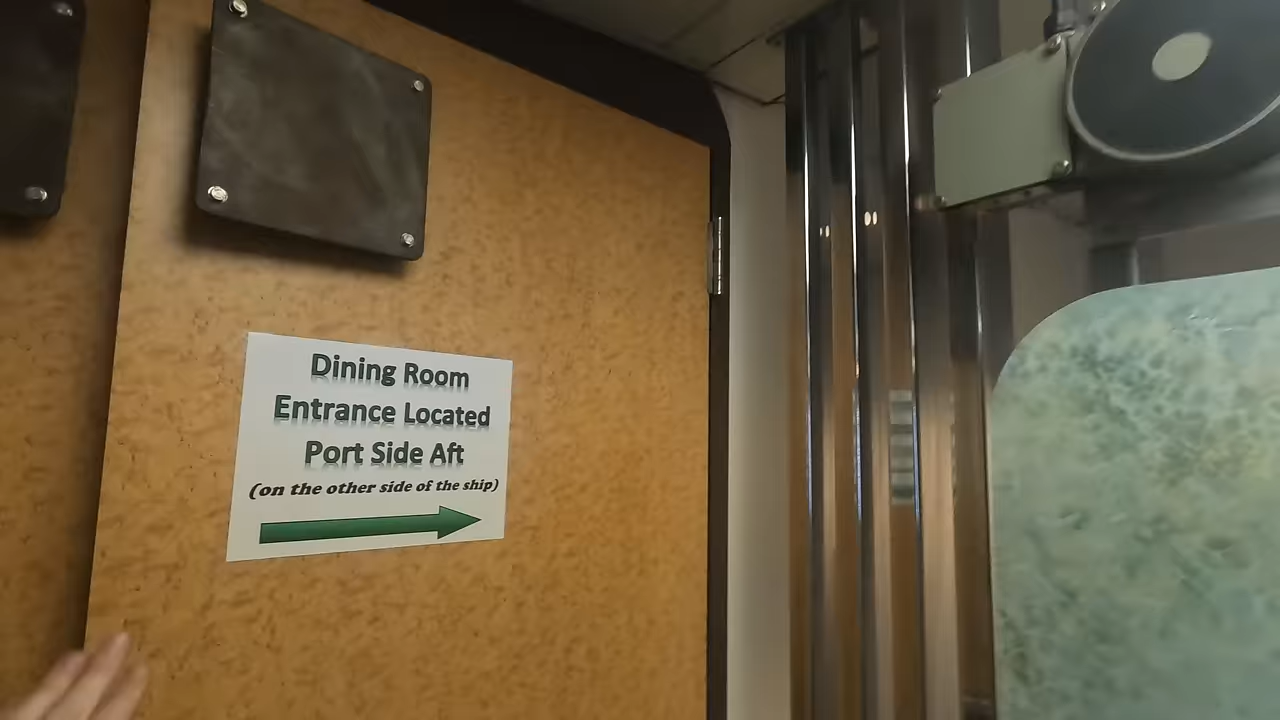 Dining Room
Entrance Located
Port Side Aft
(on the other side of the ship)